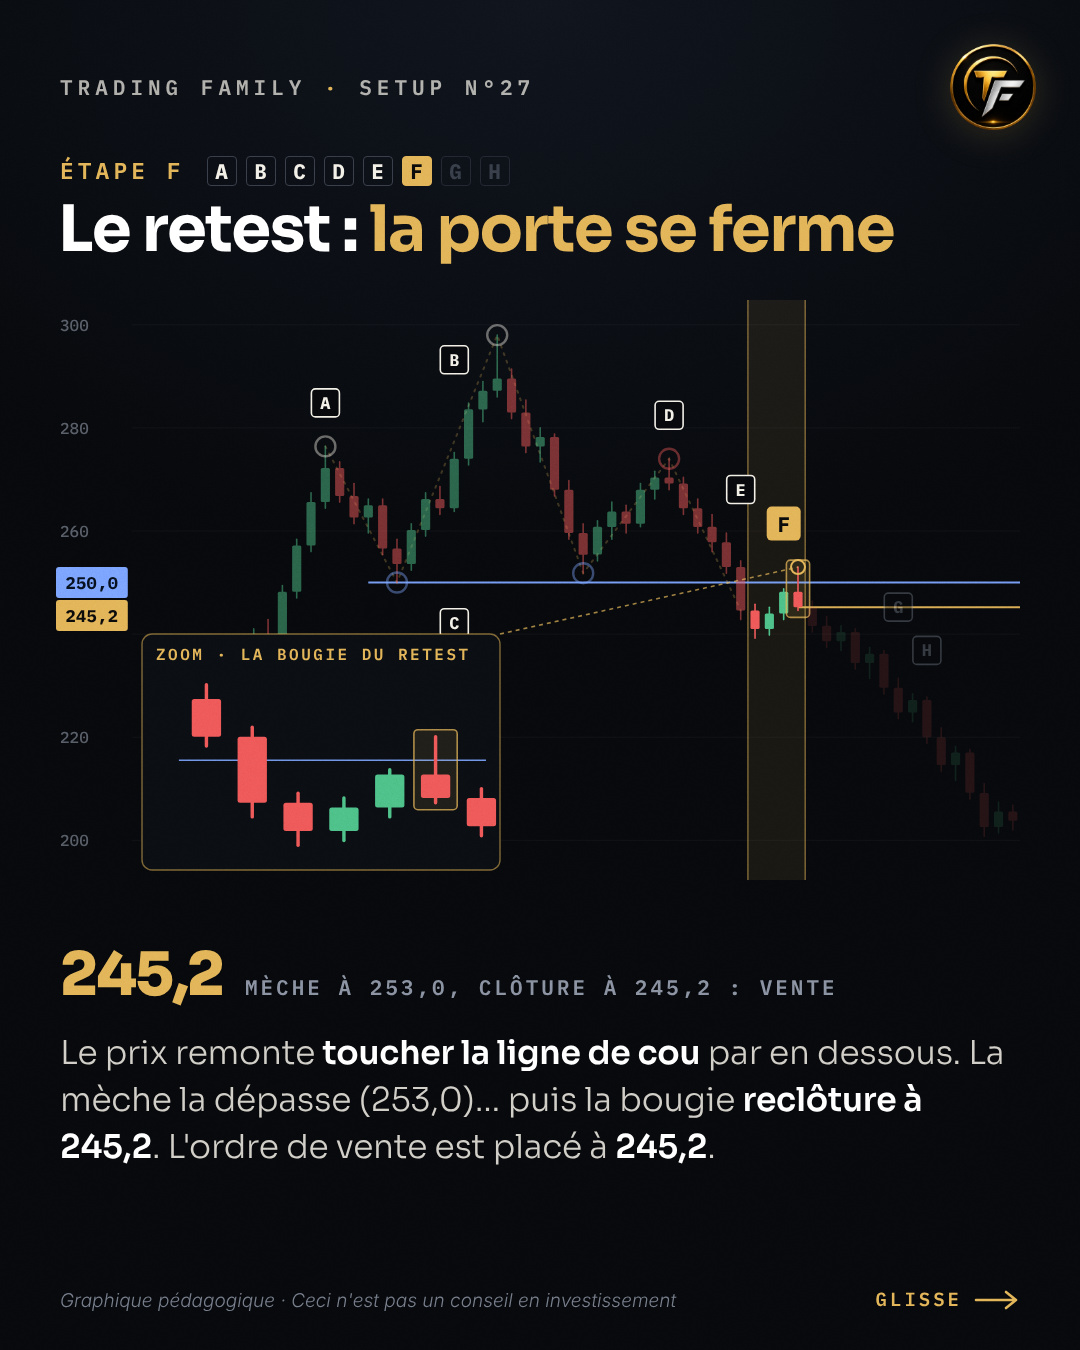 TRADING FAMILY · SETUP N°27
TF
ÉTAPE F A B C D E F G H
Le retest : la porte se ferme
300
280
260
250,0
245,2
220
200
A
B
C
D
E
F
G
H
ZOOM · LA BOUGIE DU RETEST
245,2 MÈCHE À 253,0, CLÔTURE À 245,2 : VENTE
Le prix remonte toucher la ligne de cou par en dessous. La
mèche la dépasse (253,0)... puis la bougie reclôture à
245,2. L'ordre de vente est placé à 245,2.
Graphique pédagogique · Ceci n'est pas un conseil en investissement
GLISSE